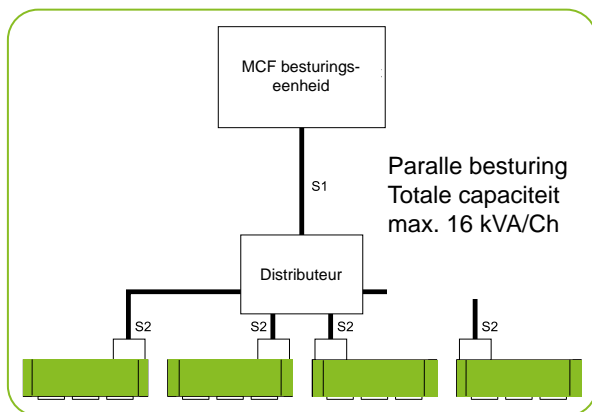 MCF besturings-
eenheid
S1
Paralle besturing
Totale capaciteit
max. 16 kVA/Ch
Distributeur
S2
S2
S2
S2